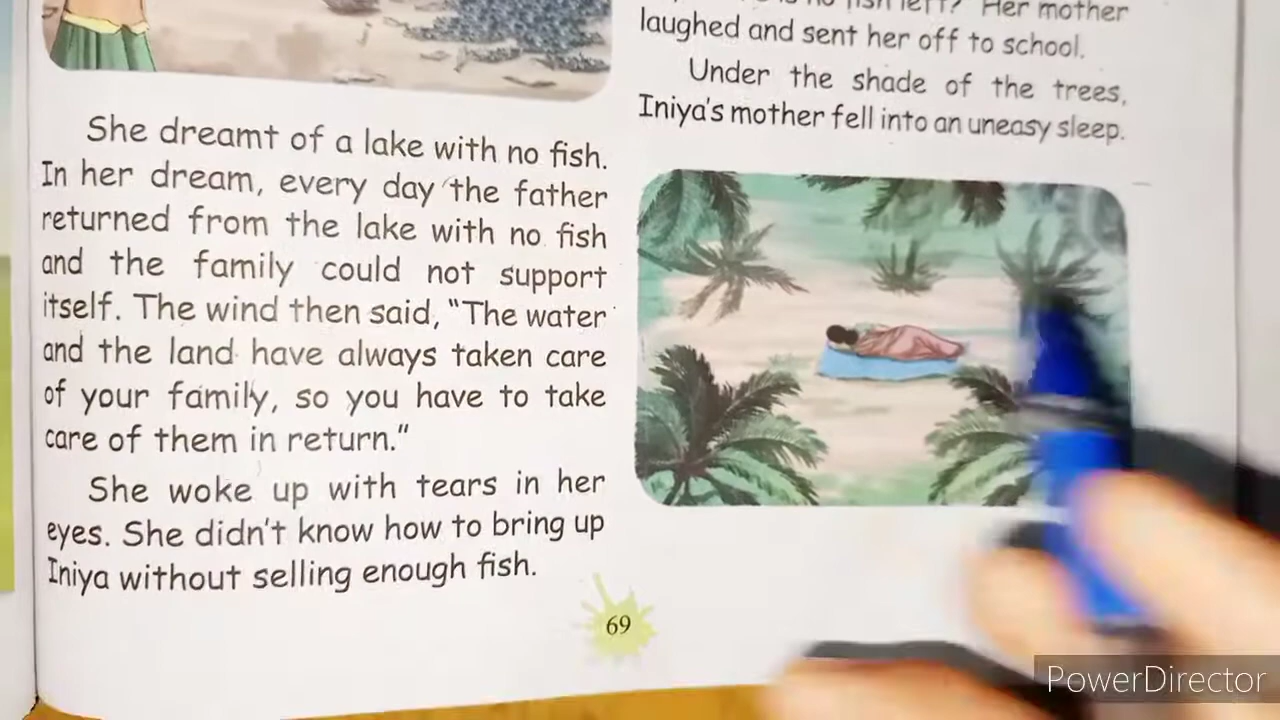 She dreamt of a lake with no fish.
In her dream, every day the father
returned from the lake with no fish
and the family could not support
itself. The wind then said, “The water
and the land have always taken care
of your family, so you have to take
care of them in return.”
She woke up with tears in her
eyes. She didn't know how to bring up
Iniya without selling enough fish.
no fish left? Her mother
laughed and sent her off to school.
Under the shade of the trees,
Iniya's mother fell into an uneasy sleep.
69
PowerDirector